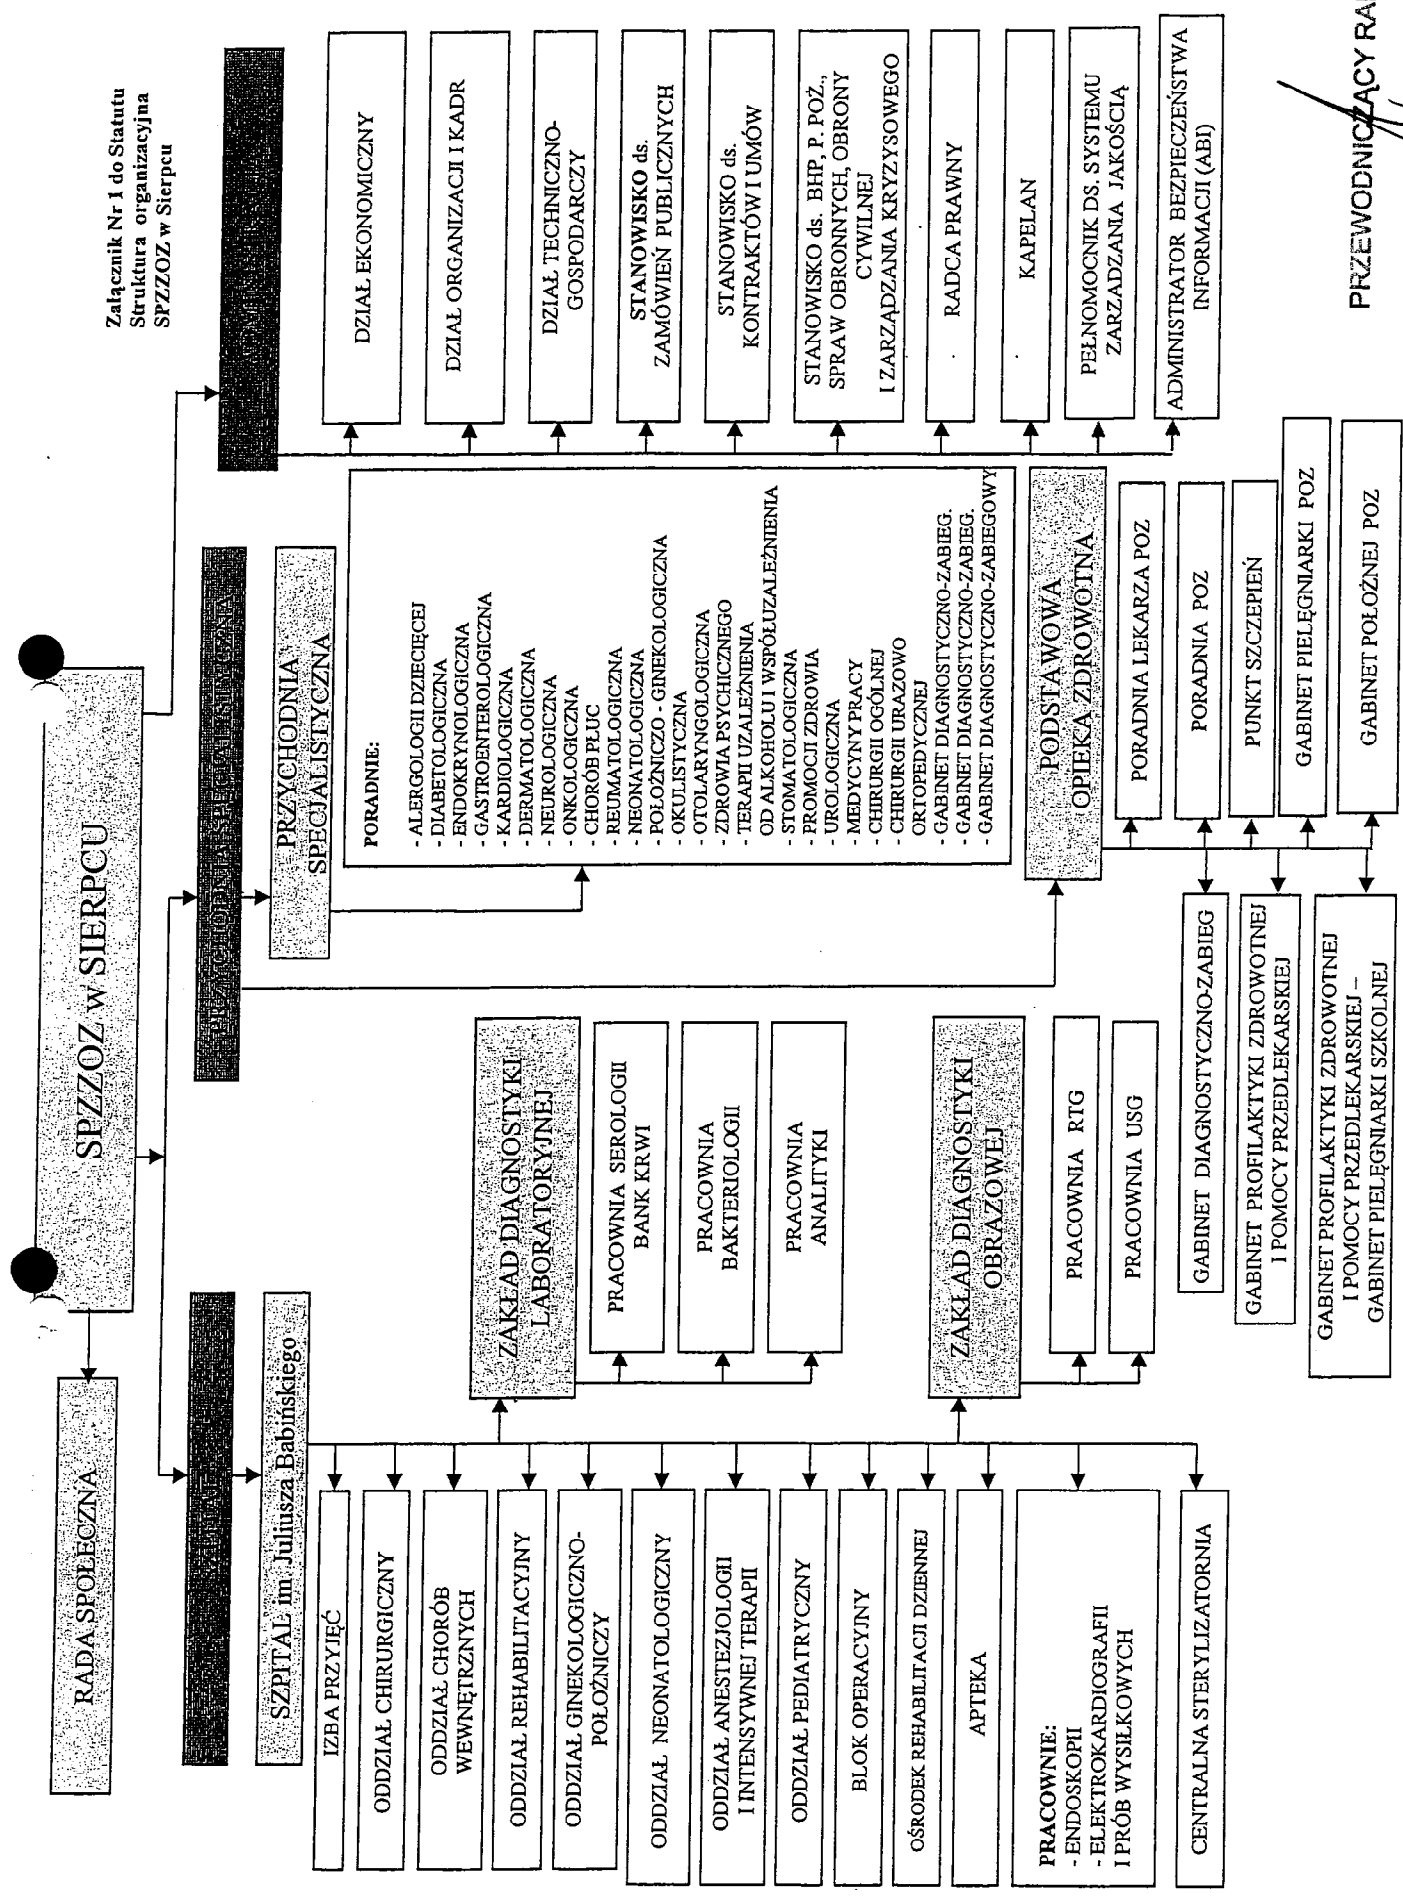 Załącznik Nr 1 do Statutu
Struktura organizacyjna
SPZZOZ w Sierpcu
SPZZOZ w SIERPCU
RADA SPOŁECZNA
SZPITAL im. Juliusza Babińskiego
IZBA PRZYJĘĆ
ODDZIAŁ CHIRURGICZNY
ODDZIAŁ CHORÓB
WEWNĘTRZNYCH
ODDZIAŁ REHABILITACYJNY
ODDZIAŁ GINEKOLOGICZNO-
POŁOŻNICZY
ODDZIAŁ NEONATOLOGICZNY
ODDZIAŁ ANESTEZJOLOGII
I INTENSYWNEJ TERAPII
ODDZIAŁ PEDIATRYCZNY
BLOK OPERACYJNY
OŚRODEK REHABILITACJI DZIENNEJ
APTEKA
PRACOWNIE:
- ENDOSKOPII
- ELEKTROKARDIOGRAFII
I PRÓB WYSIŁKOWYCH
CENTRALNA STERYLIZATORNIA
ZAKŁAD DIAGNOSTYKI
LABORATORYJNEJ
PRACOWNIA SEROLOGII
BANK KRWI
PRACOWNIA
BAKTERIOLOGII
PRACOWNIA
ANALITYKI
ZAKŁAD DIAGNOSTYKI
OBRAZOWEJ
PRACOWNIA RTG
PRACOWNIA USG
PRZYCHODNIA
SPECJALISTYCZNA
PORADNIE:
- ALERGOLOGII DZIECIĘCEJ
- DIABETOLOGICZNA
- ENDOKRYNOLOGICZNA
- GASTROENTEROLOGICZNA
- KARDIOLOGICZNA
- DERMATOLOGICZNA
- NEUROLOGICZNA
- ONKOLOGICZNA
- CHORÓB PŁUC
- REUMATOLOGICZNA
- NEONATOLOGICZNA
- POŁOŻNICZO - GINEKOLOGICZNA
- OKULISTYCZNA
- OTOLARYNGOLOGICZNA
- ZDROWIA PSYCHICZNEGO
- TERAPII UZALEŻNIENIA
OD ALKOHOLU I WSPÓŁUZALEŻNIENIA
- STOMATOLOGICZNA
- PROMOCJI ZDROWIA
- UROLOGICZNA
- MEDYCYNY PRACY
- CHIRURGII OGÓLNEJ
- CHIRURGII URAZOWO
ORTOPEDYCZNEJ
- GABINET DIAGNOSTYCZNO-ZABIEG.
- GABINET DIAGNOSTYCZNO-ZABIEG.
- GABINET DIAGNOSTYCZNO-ZABIEGOWY
PODSTAWOWA
OPIEKA ZDROWOTNA
PORADNIA LEKARZA POZ
PORADNIA POZ
PUNKT SZCZEPIEŃ
GABINET PIELĘGNIARKI POZ
GABINET POŁOŻNEJ POZ
GABINET DIAGNOSTYCZNO-ZABIEG
GABINET PROFILAKTYKI ZDROWOTNEJ
I POMOCY PRZEDLEKARSKIEJ
GABINET PROFILAKTYKI ZDROWOTNEJ
I POMOCY PRZEDLEKARSKIEJ –
GABINET PIELĘGNIARKI SZKOLNEJ
DZIAŁ EKONOMICZNY
DZIAŁ ORGANIZACJI I KADR
DZIAŁ TECHNICZNO-
GOSPODARCZY
STANOWISKO ds.
ZAMÓWIEŃ PUBLICZNYCH
STANOWISKO ds.
KONTRAKTÓW I UMÓW
STANOWISKO ds. BHP, P. POŻ.,
SPRAW OBRONNYCH, OBRONY
CYWILNEJ
I ZARZĄDZANIA KRYZYSOWEGO
RADCA PRAWNY
KAPELAN
PEŁNOMOCNIK DS. SYSTEMU
ZARZADZANIA JAKOŚCIĄ
ADMINISTRATOR BEZPIECZEŃSTWA
INFORMACJI (ABI)
PRZEWODNICZĄCY RA